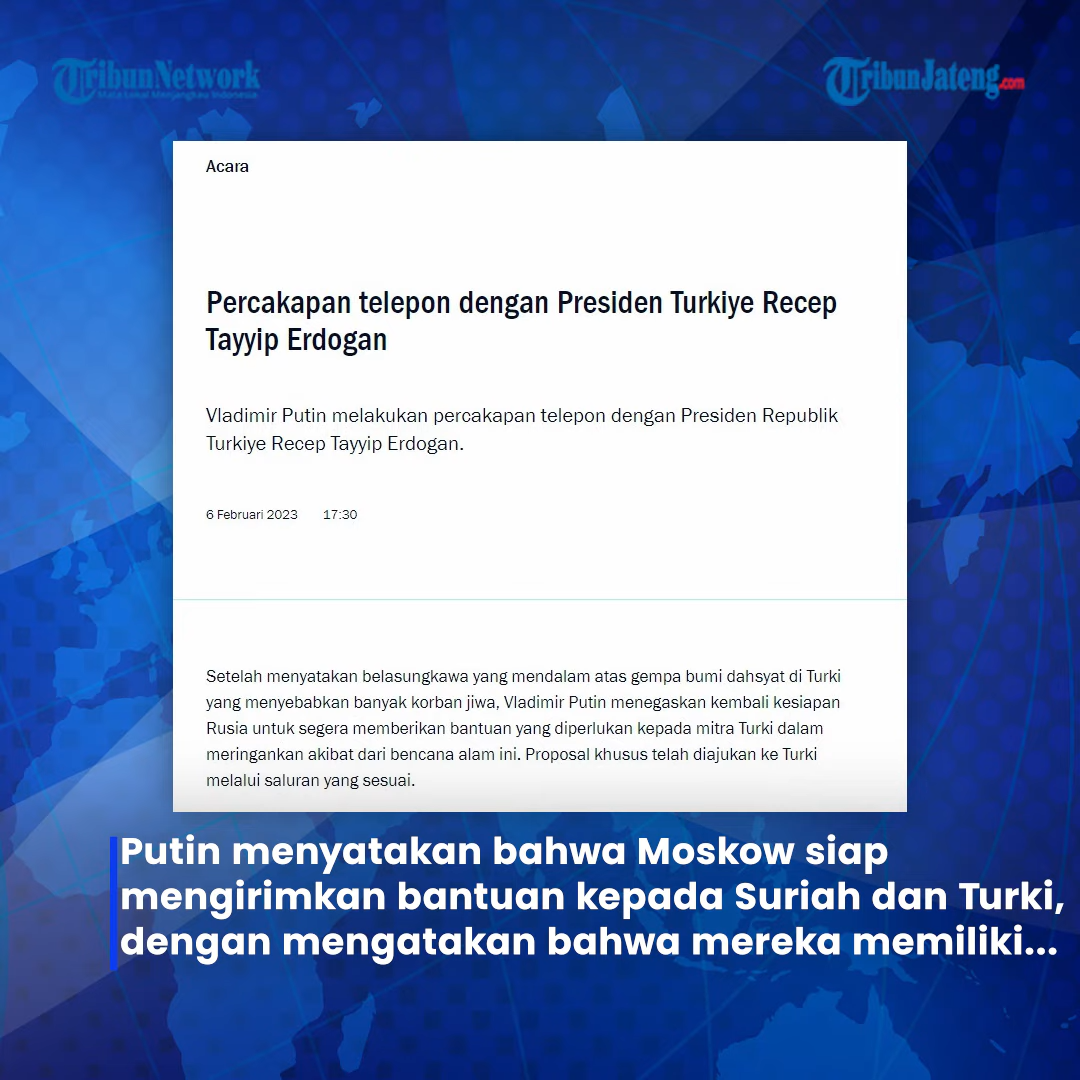 TribunNetwork
Mata Lokal Menjangkau Indonesia
TribunJateng.com
Acara
Percakapan telepon dengan Presiden Turkiye Recep
Tayyip Erdogan
Vladimir Putin melakukan percakapan telepon dengan Presiden Republik
Turkiye Recep Tayyip Erdogan.
6 Februari 2023 17:30
Setelah menyatakan belasungkawa yang mendalam atas gempa bumi dahsyat di Turki
yang menyebabkan banyak korban jiwa, Vladimir Putin menegaskan kembali kesiapan
Rusia untuk segera memberikan bantuan yang diperlukan kepada mitra Turki dalam
meringankan akibat dari bencana alam ini. Proposal khusus telah diajukan ke Turki
melalui saluran yang sesuai.
Putin menyatakan bahwa Moskow siap
mengirimkan bantuan kepada Suriah dan Turki,
dengan mengatakan bahwa mereka memiliki...